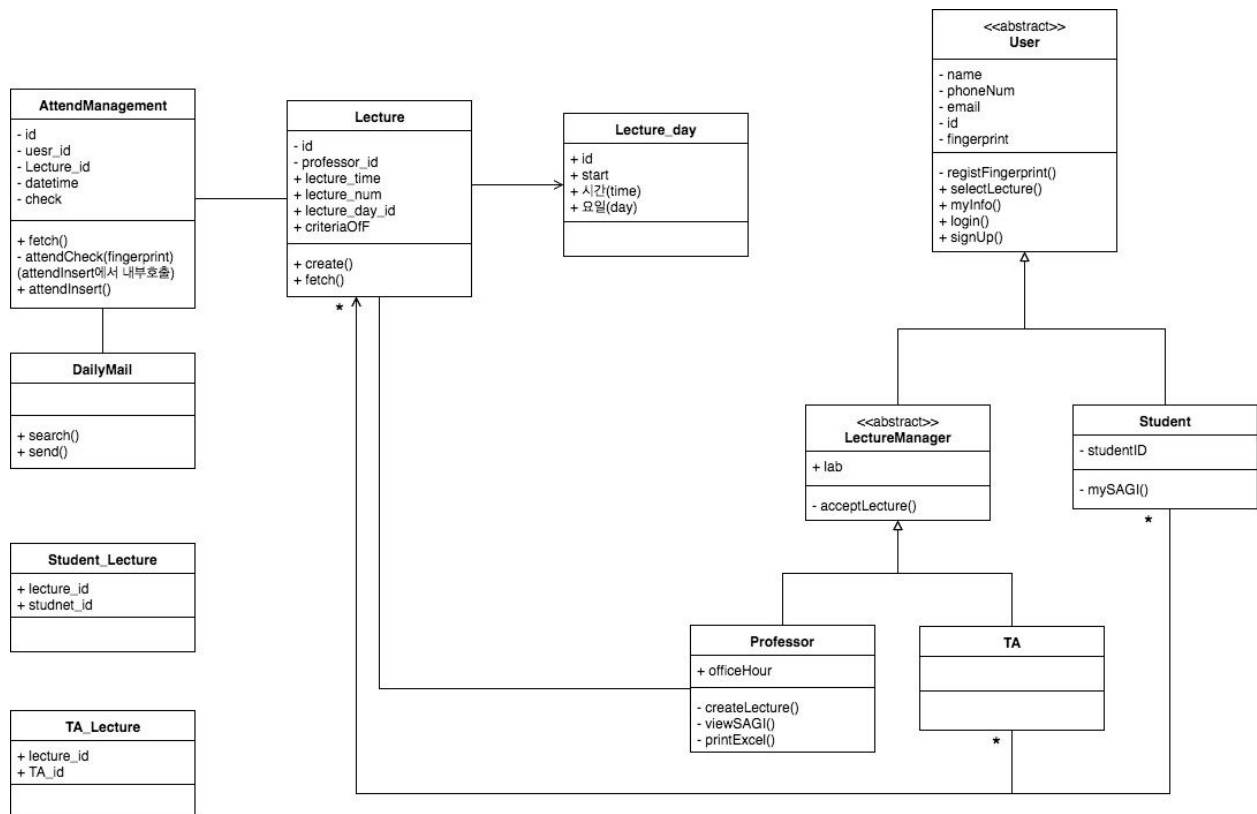 AttendManagement
- id
- uesr_id
- Lecture_id
- datetime
- check
+ fetch()
- attendCheck(fingerprint)
(attendInsert에서 내부호출)
+ attendInsert()
DailyMail
+ search()
+ send()
Student_Lecture
+ lecture_id
+ studnet_id
TA_Lecture
+ lecture_id
+ TA_id
Lecture
- id
- professor_id
+ lecture_time
+ lecture_num
+ lecture_day_id
+ criteriaOfF
+ create()
+ fetch()
*
Lecture_day
+ id
+ start
+ 시간(time)
+ 요일(day)
<<abstract>>
User
- name
- phoneNum
- email
- id
- fingerprint
- registFingerprint()
+ selectLecture()
+ myInfo()
+ login()
+ signUp()
<<abstract>>
LectureManager
+ lab
- acceptLecture()
Student
- studentID
- mySAGI()
*
Professor
+ officeHour
- createLecture()
- viewSAGI()
- printExcel()
TA
*